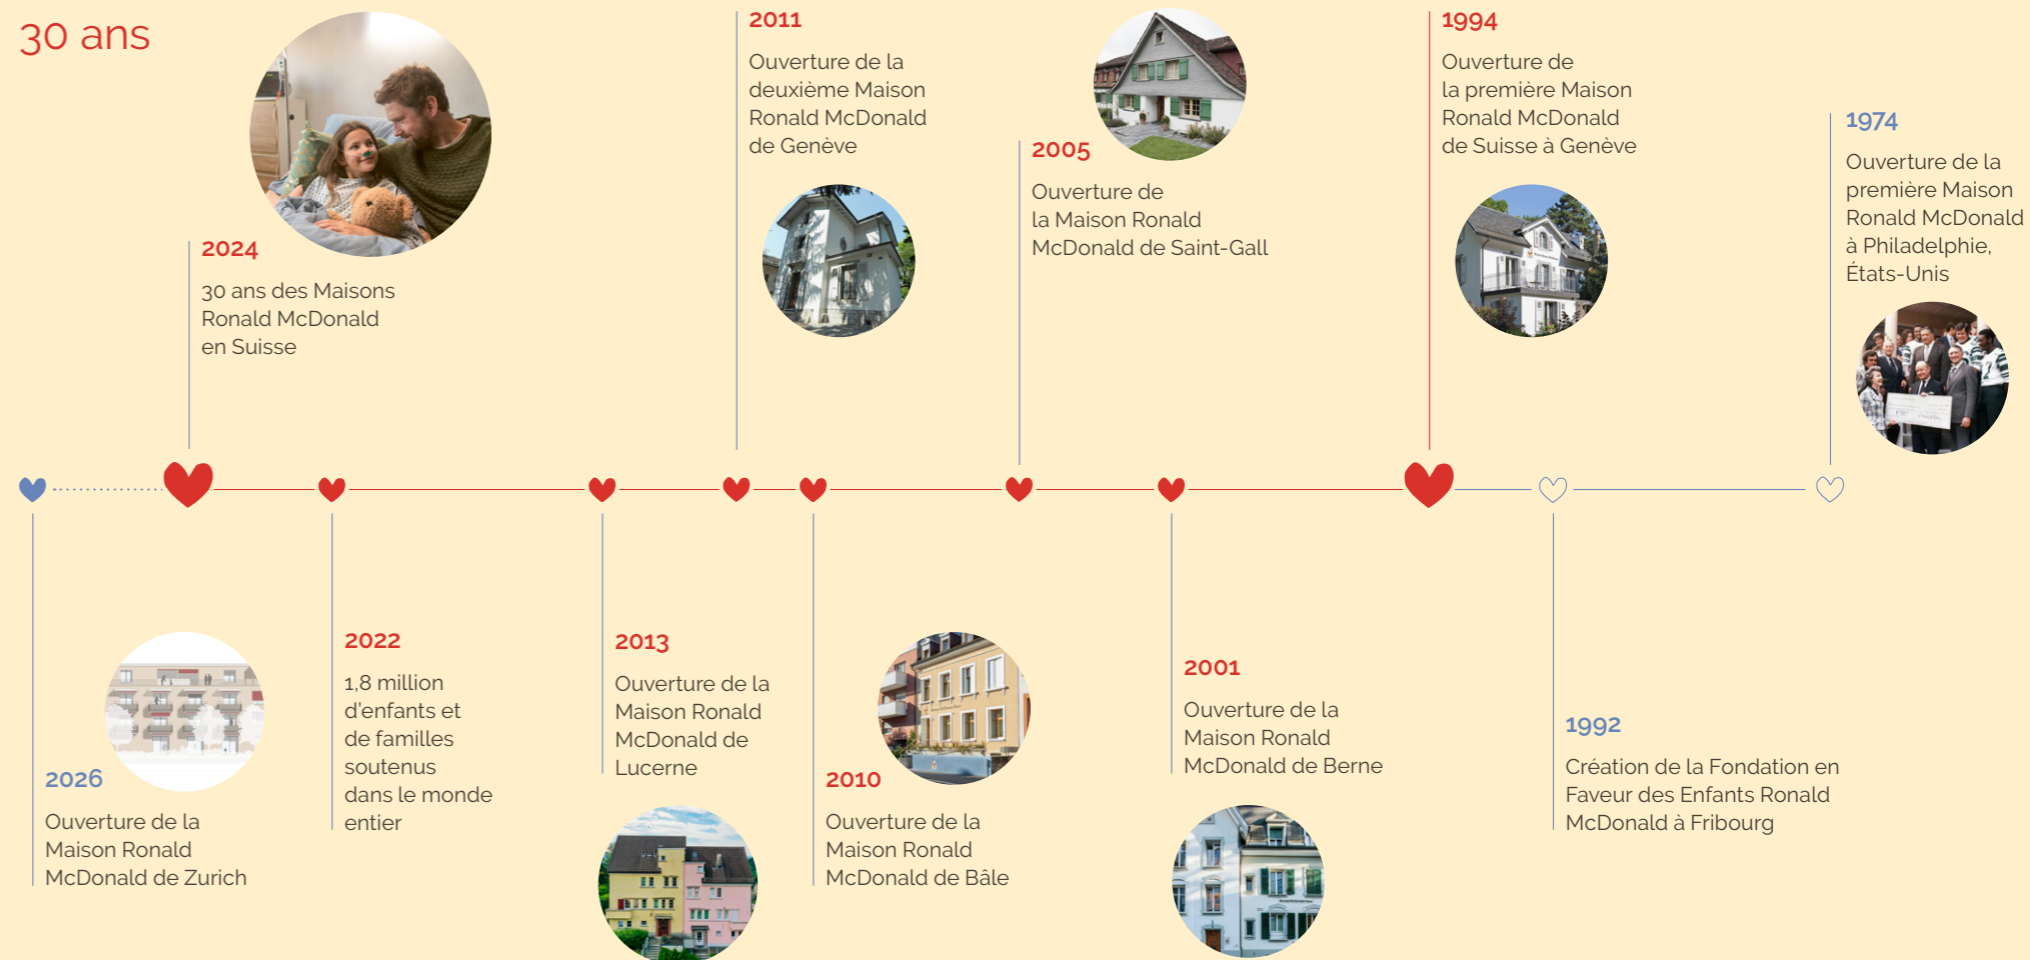 30 ans
2024
30 ans des Maisons
Ronald McDonald
en Suisse
2011
Ouverture de la
deuxième Maison
Ronald McDonald
de Genève
2005
Ouverture de
la Maison Ronald
McDonald de Saint-Gall
1994
Ouverture de
la première Maison
Ronald McDonald
de Suisse à Genève
1974
Ouverture de la
première Maison
Ronald McDonald
à Philadelphie,
États-Unis
2026
Ouverture de la
Maison Ronald
McDonald de Zurich
2022
1,8 million
d’enfants et
de familles
soutenus
dans le monde
entier
2013
Ouverture de la
Maison Ronald
McDonald de
Lucerne
2010
Ouverture de la
Maison Ronald
McDonald de Bâle
2001
Ouverture de la
Maison Ronald
McDonald de Berne
1992
Création de la Fondation en
Faveur des Enfants Ronald
McDonald à Fribourg